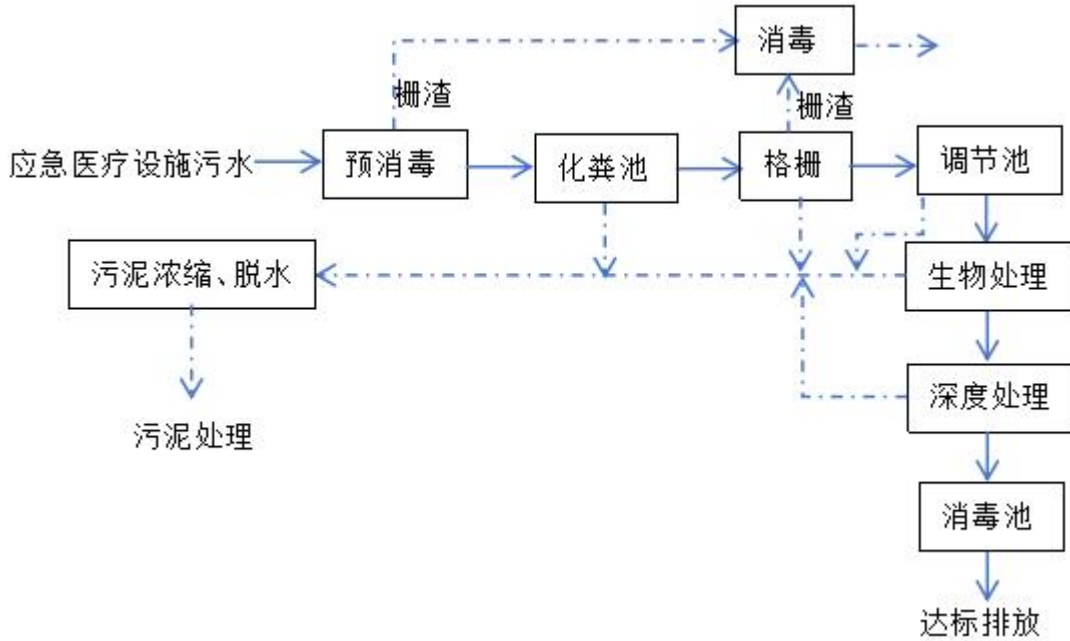 消毒
栅渣
栅渣
应急医疗设施污水
预消毒
化粪池
格栅
调节池
污泥浓缩、脱水
生物处理
深度处理
污泥处理
消毒池
达标排放